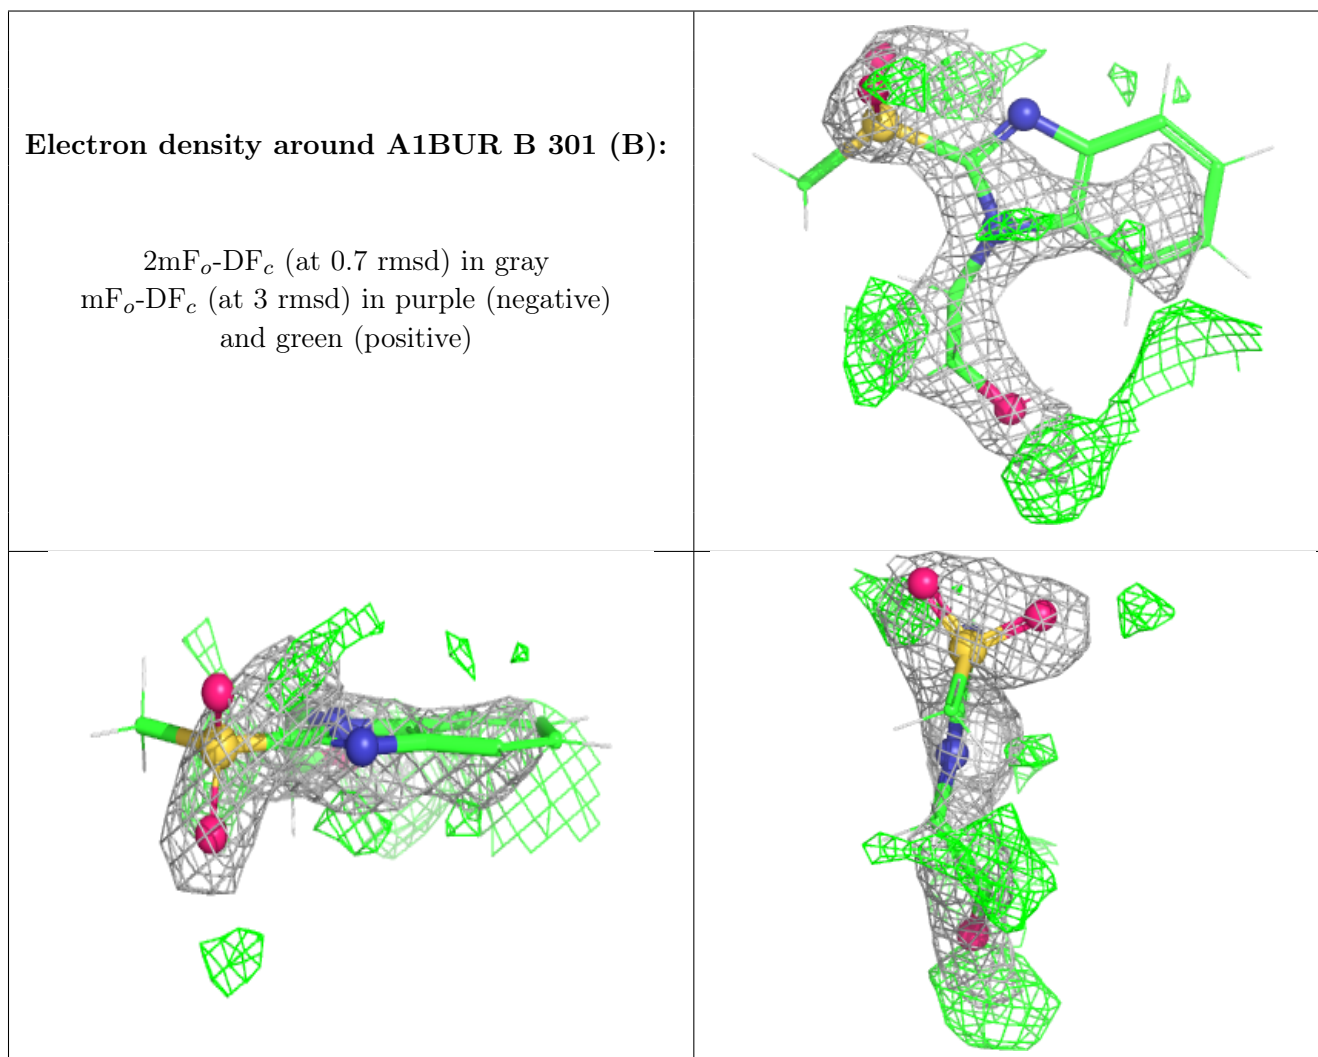 Electron density around A1BUR B 301 (B):
2mFo-DFc (at 0.7 rmsd) in gray
mFo-DFc (at 3 rmsd) in purple (negative)
and green (positive)